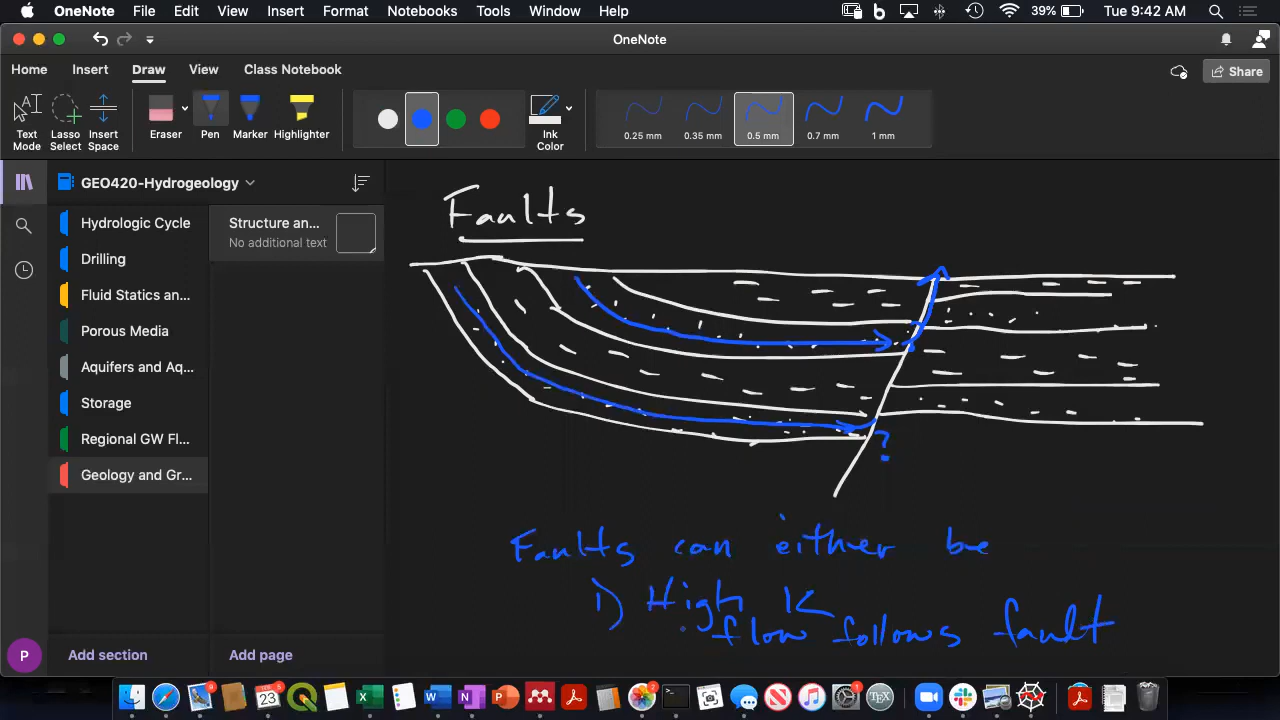 OneNote File Edit View Insert Format Notebooks Tools Window Help 39% Tue 9:42 AM
OneNote
Home Insert Draw View Class Notebook Share
Text Mode Lasso Select Insert Space Eraser Pen Marker Highlighter Ink Color 0.25 mm 0.35 mm 0.5 mm 0.7 mm 1 mm
GEO420-Hydrogeology
Hydrologic Cycle
Drilling
Fluid Statics an...
Porous Media
Aquifers and Aq...
Storage
Regional GW Fl...
Geology and Gr...
P Add section
Structure an...
No additional text
Add page
Faults
?
Faults can either be
1) High K
flow follows fault